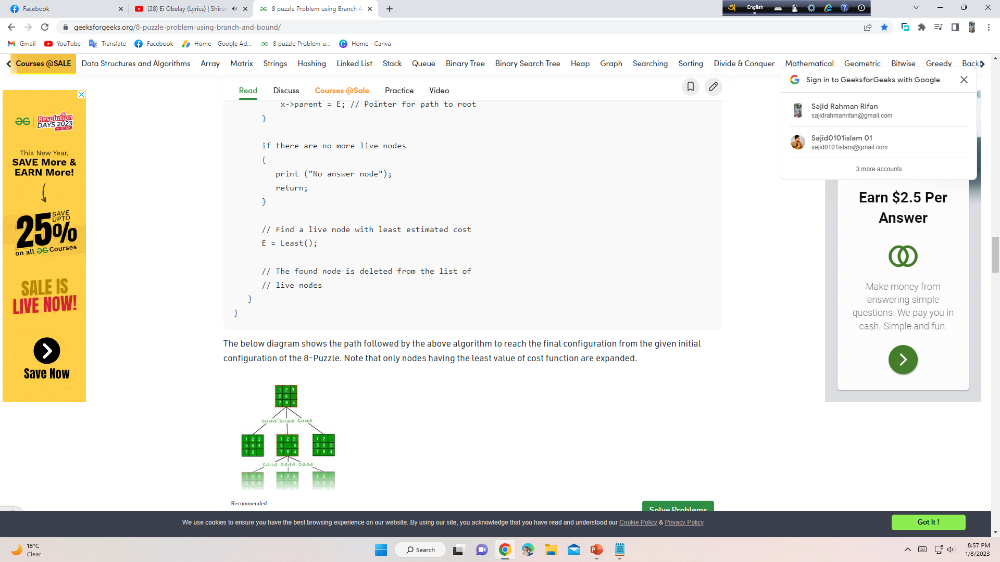 Facebook
(28) Ei Obelay (Lyrics) | Shiror
8 puzzle Problem using Branch A
English
geeksforgeeks.org/8-puzzle-problem-using-branch-and-bound/
Gmail
YouTube
Translate
Facebook
Home – Google Ad...
8 puzzle Problem u...
Home - Canva
Courses @SALE
Data Structures and Algorithms
Array
Matrix
Strings
Hashing
Linked List
Stack
Queue
Binary Tree
Binary Search Tree
Heap
Graph
Searching
Sorting
Divide & Conquer
Mathematical
Geometric
Bitwise
Greedy
Backt
Read
Discuss
Courses @Sale
Practice
Video
x->parent = E; // Pointer for path to root
}
if there are no more live nodes
{
print ("No answer node");
return;
}
// Find a live node with least estimated cost
E = Least();
// The found node is deleted from the list of
// live nodes
}
}
The below diagram shows the path followed by the above algorithm to reach the final configuration from the given initial
configuration of the 8-Puzzle. Note that only nodes having the least value of cost function are expanded.
1 2 3
5 6
7 8 4
C=1+4=5 C=1+2=3 C=1+4=5
1 2 3
5 6 4
7 8
1 2 3
5 6
7 8 4
1 2
5 6 3
7 8 4
C=2+1=3 C=2+3=5 C=2+3=5
1 2 3
5 6 4
1 2 3
5 6
1 2
5 6 3
Recommended
Solve Problems
Resolution
DAYS 2023
This New Year,
SAVE More &
EARN More!
SAVE
UPTO
25%
on all GG Courses
SALE IS
LIVE NOW!
Save Now
Sign in to GeeksforGeeks with Google
Sajid Rahman Rifan
sajidrahmanrifan@gmail.com
Sajid0101islam 01
sajid0101islam@gmail.com
3 more accounts
Earn $2.5 Per
Answer
Make money from
answering simple
questions. We pay you in
cash. Simple and fun.
We use cookies to ensure you have the best browsing experience on our website. By using our site, you acknowledge that you have read and understood our Cookie Policy & Privacy Policy
Got It !
18°C
Clear
Search
8:57 PM
1/8/2023